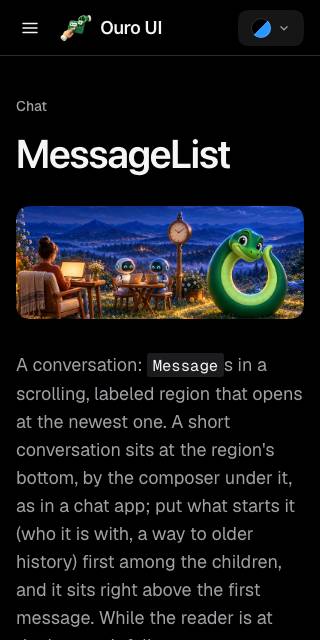 Ouro UI
Chat
MessageList
A conversation: Messages in a
scrolling, labeled region that opens
at the newest one. A short
conversation sits at the region's
bottom, by the composer under it,
as in a chat app; put what starts it
(who it is with, a way to older
history) first among the children,
and it sits right above the first
message. While the reader is at